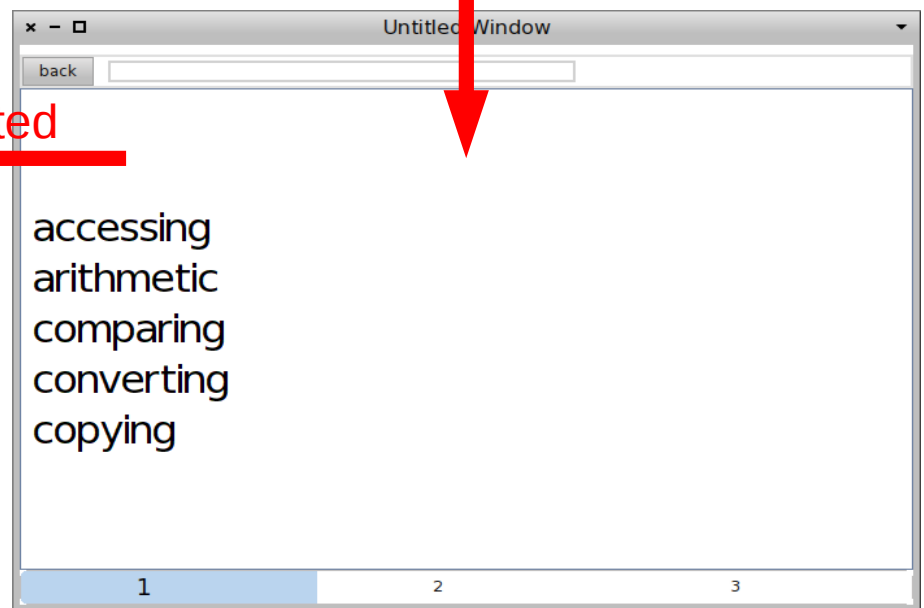 Untitled Window
back
accessing
arithmetic
comparing
converting
copying
1 2 3